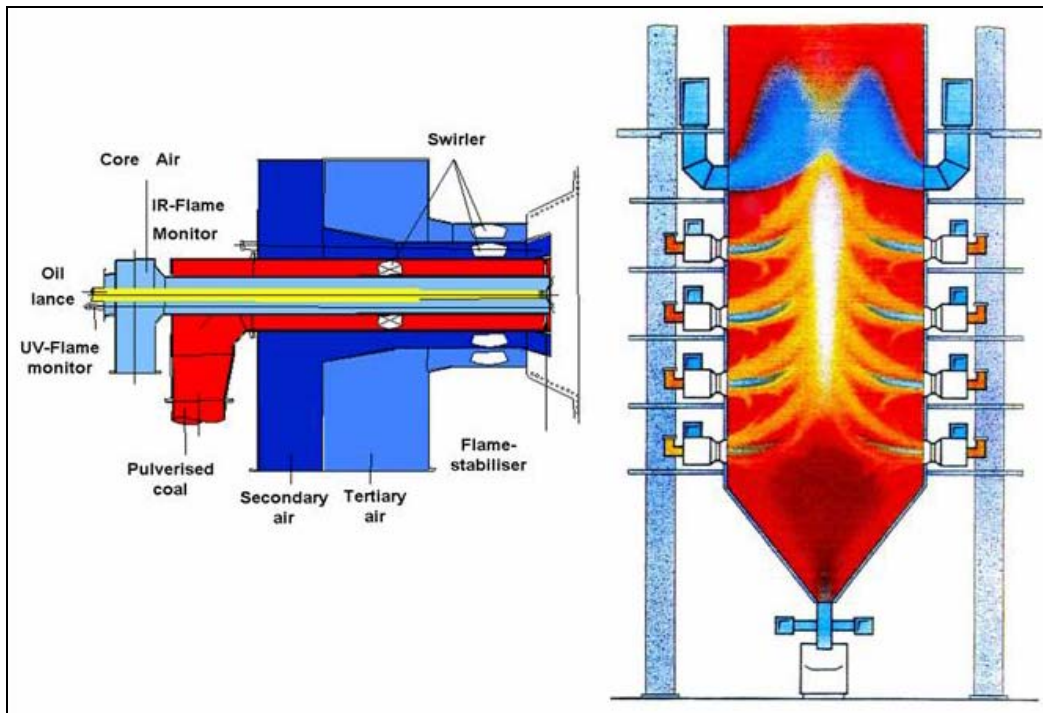 Swirler
Core Air
IR-Flame
Monitor
Oil
lance
UV-Flame
monitor
Pulverised
coal
Secondary
air
Tertiary
air
Flame-
stabiliser